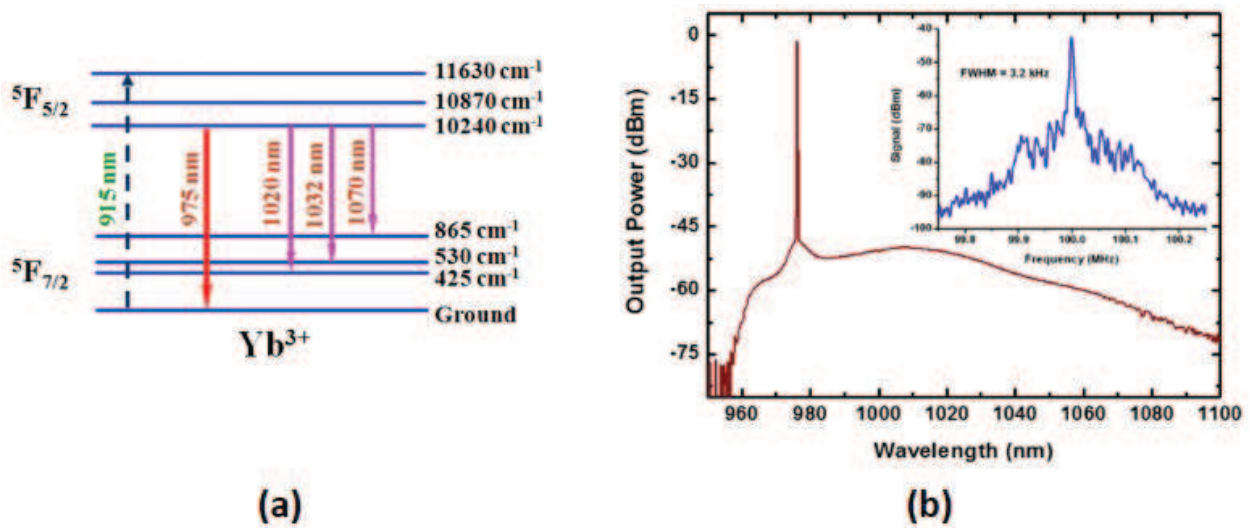 ⁵F₅/₂
11630 cm⁻¹
10870 cm⁻¹
10240 cm⁻¹
915 nm
975 nm
1020 nm
1032 nm
1070 nm
⁵F₇/₂
865 cm⁻¹
530 cm⁻¹
425 cm⁻¹
Ground
Yb³⁺
(a)
Output Power (dBm)
0
-15
-30
-45
-60
-75
960 980 1000 1020 1040 1060 1080 1100
Wavelength (nm)
Signal (dBm)
-40
-50
-60
-70
-80
-90
-100
FWHM = 3.2 kHz
99.8 99.9 100.0 100.1 100.2
Frequency (MHz)
(b)